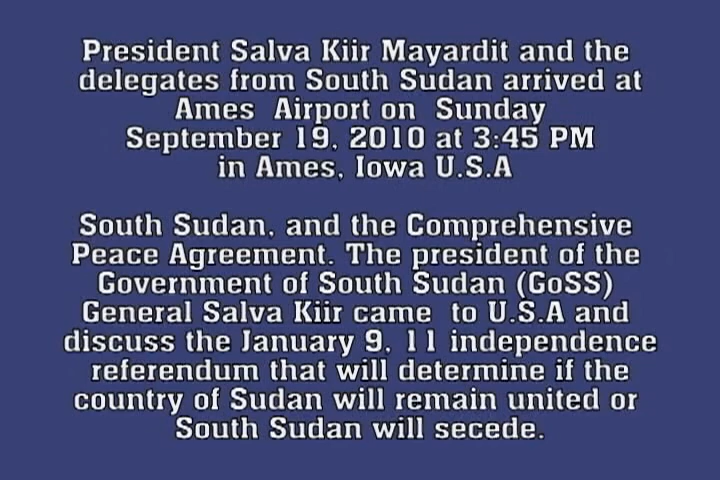 President Salva Kiir Mayardit and the
delegates from South Sudan arrived at
Ames Airport on Sunday
September 19, 2010 at 3:45 PM
in Ames, Iowa U.S.A
South Sudan, and the Comprehensive
Peace Agreement. The president of the
Government of South Sudan (GoSS)
General Salva Kiir came to U.S.A and
discuss the January 9, 11 independence
referendum that will determine if the
country of Sudan will remain united or
South Sudan will secede.